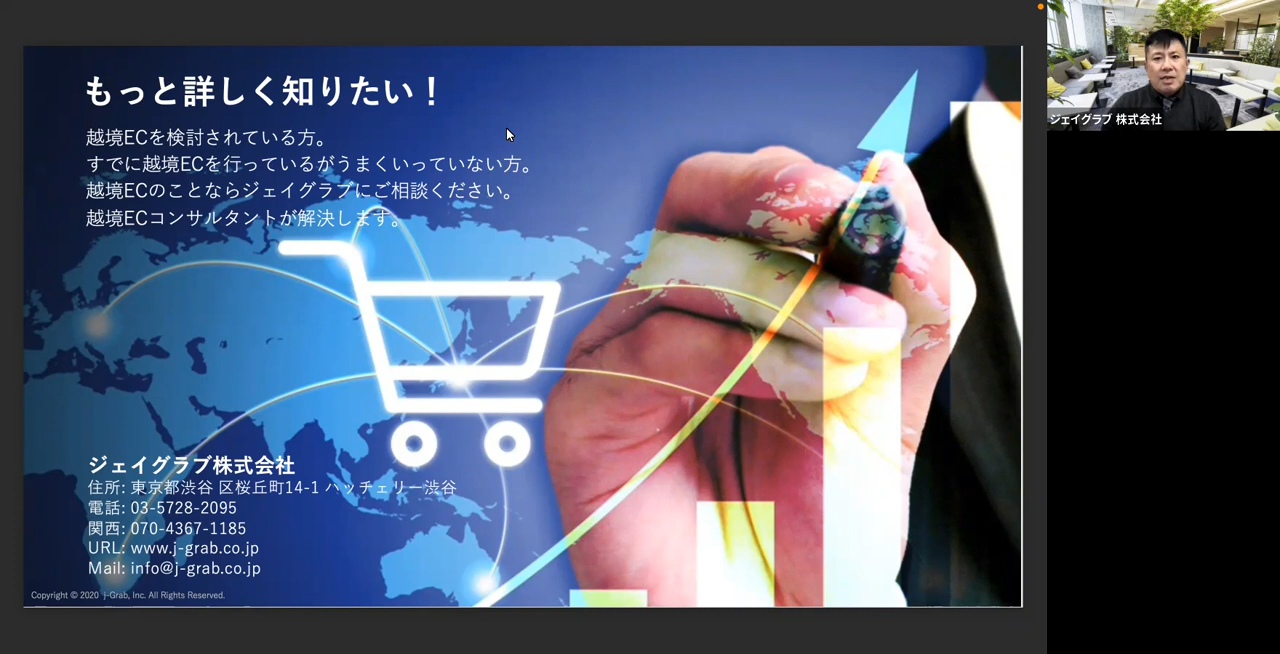 もっと詳しく知りたい！
越境ECを検討されている方。
すでに越境ECを行っているがうまくいっていない方。
越境ECのことならジェイグラブにご相談ください。
越境ECコンサルタントが解決します。
ジェイグラブ株式会社
住所: 東京都渋谷 区桜丘町14-1 ハッチェリー渋谷
電話: 03-5728-2095
関西: 070-4367-1185
URL: www.j-grab.co.jp
Mail: info@j-grab.co.jp
Copyright © 2020 j-Grab, Inc. All Rights Reserved.
ジェイグラブ 株式会社